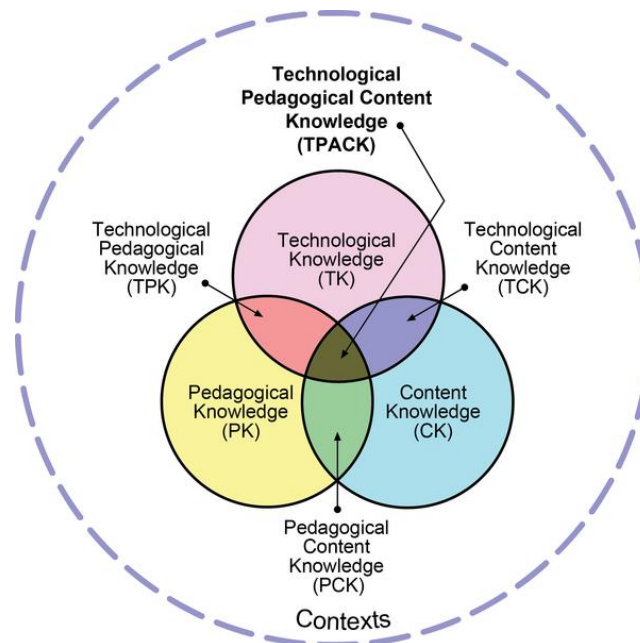 Technological
Pedagogical Content
Knowledge
(TPACK)
Technological
Pedagogical
Knowledge
(TPK)
Technological
Knowledge
(TK)
Technological
Content
Knowledge
(TCK)
Pedagogical
Knowledge
(PK)
Content
Knowledge
(CK)
Pedagogical
Content
Knowledge
(PCK)
Contexts